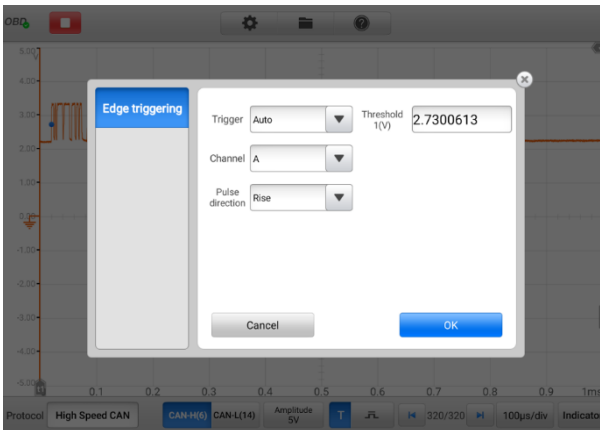 OBD
5.00
V
4.00
Edge triggering
Trigger
Auto
Threshold
1(V)
2.7300613
3.00
2.00
Channel
A
1.00
Pulse
direction
Rise
0.00
-1.00
-2.00
-3.00
Cancel
OK
-4.00
-5.00
0.1
0.2
0.3
0.4
0.5
0.6
0.7
0.8
0.9
1ms
Protocol
High Speed CAN
CAN-H(6)
CAN-L(14)
Amplitude
5V
T
320/320
100μs/div
Indicato